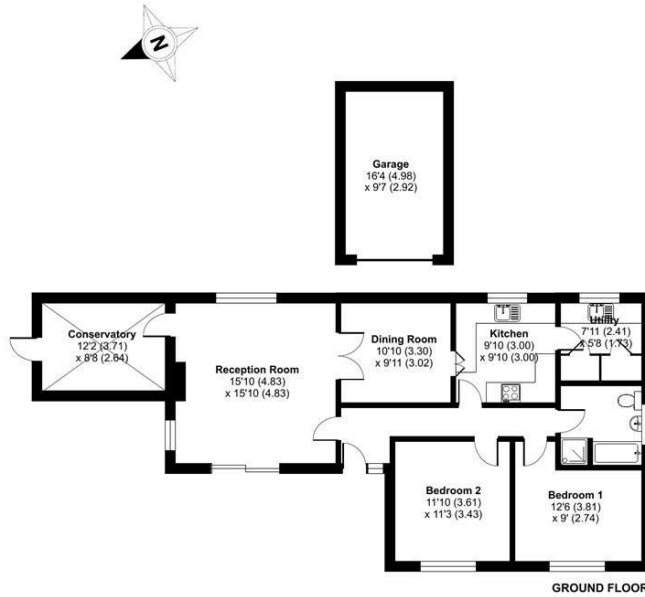 N
Garage
16'4 (4.98)
x 9'7 (2.92)
Conservatory
12'2 (3.71)
x 8'8 (2.64)
Reception Room
15'10 (4.83)
x 15'10 (4.83)
Dining Room
10'10 (3.30)
x 9'11 (3.02)
Kitchen
9'10 (3.00)
x 9'10 (3.00)
Utility
7'11 (2.41)
x 5'8 (1.73)
Bedroom 2
11'10 (3.61)
x 11'3 (3.43)
Bedroom 1
12'6 (3.81)
x 9' (2.74)
GROUND FLOOR